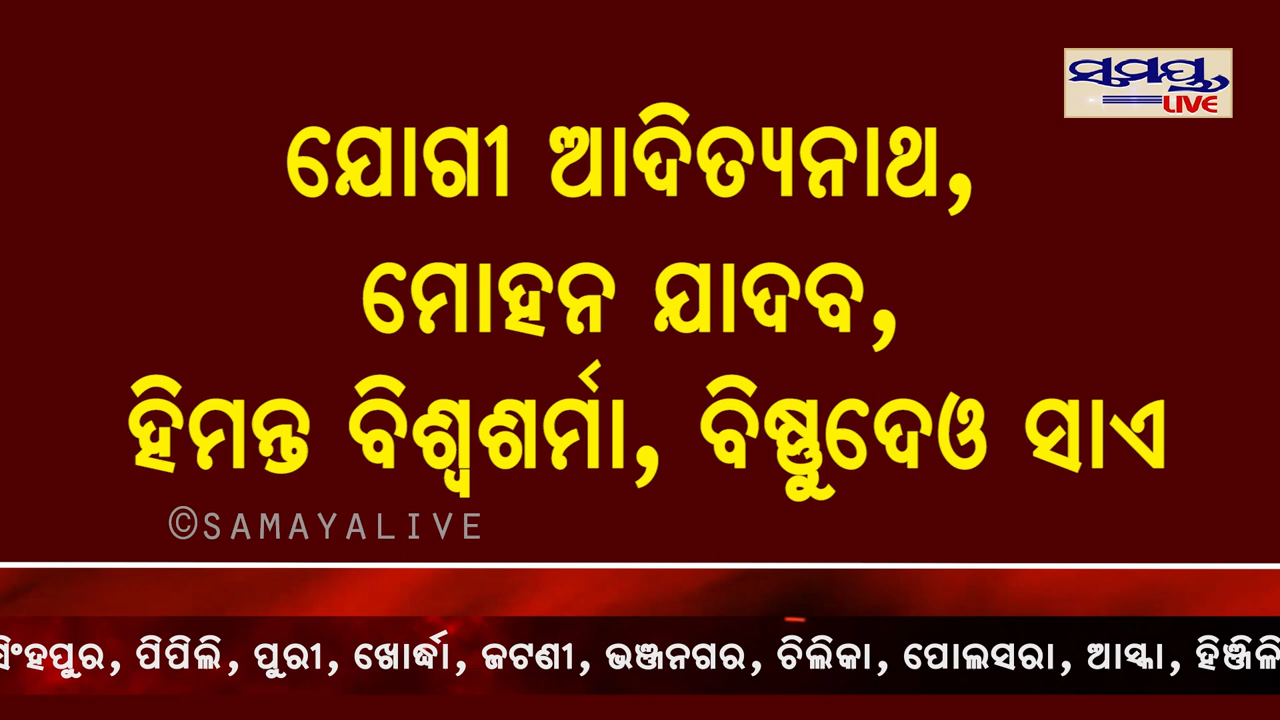 ସମୟ
LIVE
ଯୋଗୀ ଆଦିତ୍ୟନାଥ,
ମୋହନ ଯାଦବ,
ହିମନ୍ତ ବିଶ୍ୱଶର୍ମା, ବିଷ୍ଣୁଦେଓ ସାଏ
©SAMAYALIVE
ପିପିଲି, ପୁରୀ, ଖୋର୍ଦ୍ଧା, ଜଟଣୀ, ଭଞ୍ଜନଗର, ଚିଲିକା, ପୋଲସରା, ଆସ୍କା,